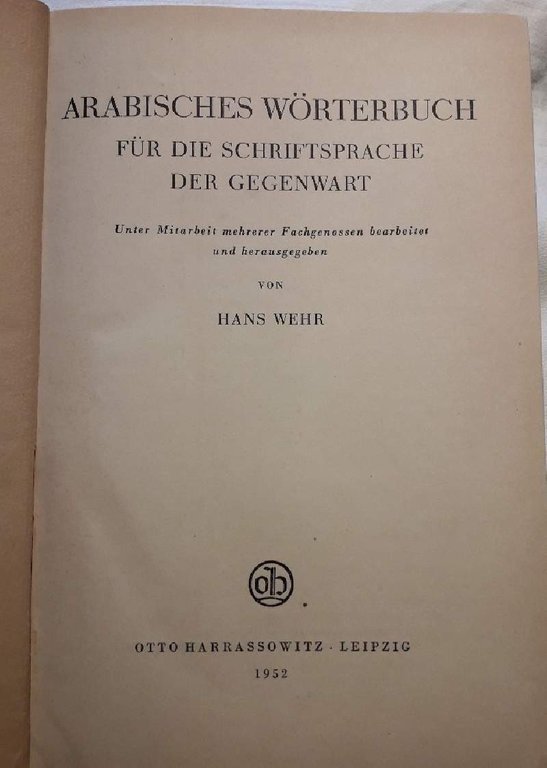 ARABISCHES WÖRTERBUCH
FÜR DIE SCHRIFTSPRACHE
DER GEGENWART
Unter Mitarbeit mehrerer Fachgenossen bearbeitet
und herausgegeben
VON
HANS WEHR
oh
OTTO HARRASSOWITZ · LEIPZIG
1952